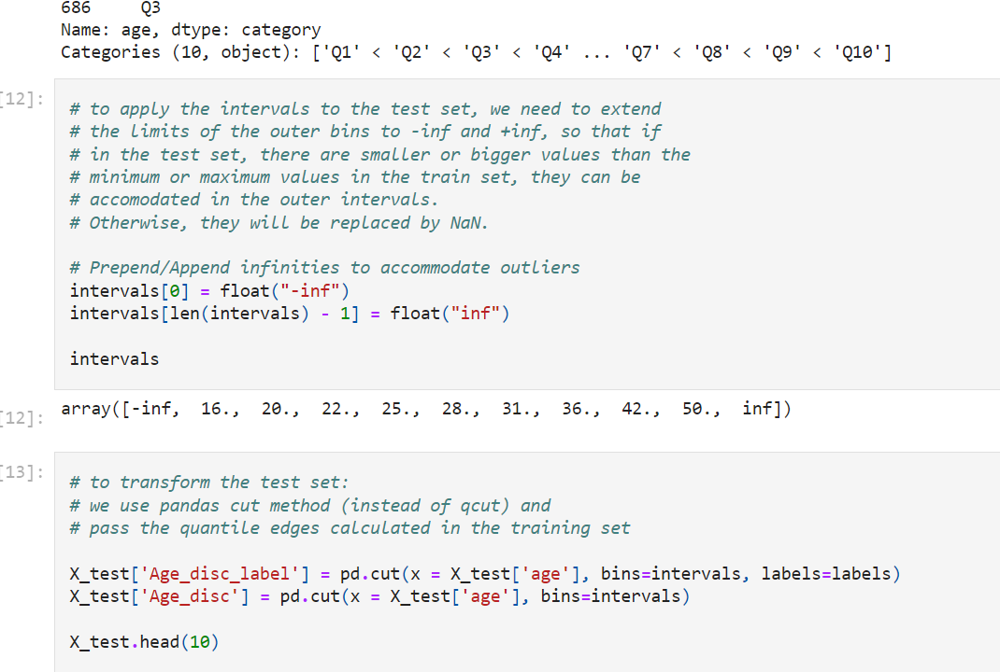 686     Q3
Name: age, dtype: category
Categories (10, object): ['Q1' < 'Q2' < 'Q3' < 'Q4' ... 'Q7' < 'Q8' < 'Q9' < 'Q10']
[12]:
# to apply the intervals to the test set, we need to extend
# the limits of the outer bins to -inf and +inf, so that if
# in the test set, there are smaller or bigger values than the
# minimum or maximum values in the train set, they can be
# accomodated in the outer intervals.
# Otherwise, they will be replaced by NaN.
# Prepend/Append infinities to accommodate outliers
intervals[0] = float("-inf")
intervals[len(intervals) - 1] = float("inf")
intervals
[12]:
array([-inf,  16.,  20.,  22.,  25.,  28.,  31.,  36.,  42.,  50.,  inf])
[13]:
# to transform the test set:
# we use pandas cut method (instead of qcut) and
# pass the quantile edges calculated in the training set
X_test['Age_disc_label'] = pd.cut(x = X_test['age'], bins=intervals, labels=labels)
X_test['Age_disc'] = pd.cut(x = X_test['age'], bins=intervals)
X_test.head(10)